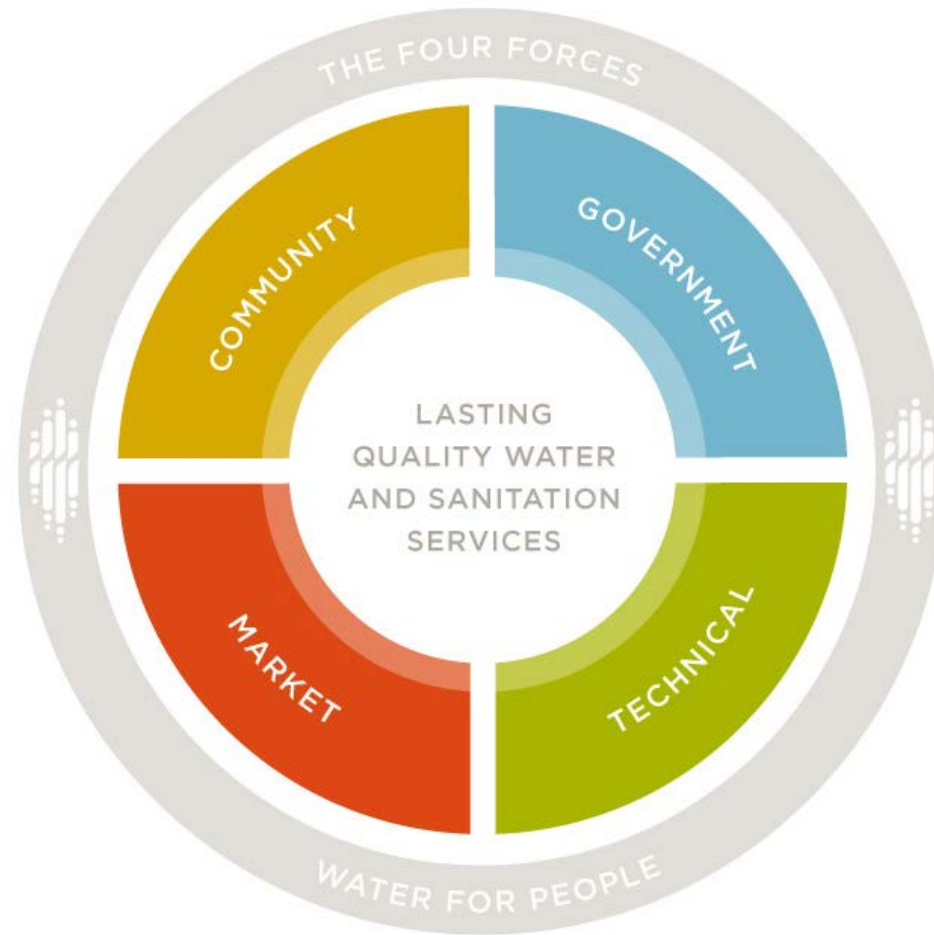 THE FOUR FORCES
COMMUNITY
GOVERNMENT
LASTING
QUALITY WATER
AND SANITATION
SERVICES
MARKET
TECHNICAL
WATER FOR PEOPLE